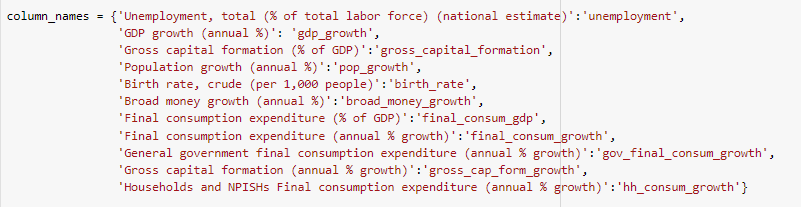 column_names = {'Unemployment, total (% of total labor force) (national estimate)':'unemployment',
'GDP growth (annual %)': 'gdp_growth',
'Gross capital formation (% of GDP)':'gross_capital_formation',
'Population growth (annual %)':'pop_growth',
'Birth rate, crude (per 1,000 people)':'birth_rate',
'Broad money growth (annual %)':'broad_money_growth',
'Final consumption expenditure (% of GDP)':'final_consum_gdp',
'Final consumption expenditure (annual % growth)':'final_consum_growth',
'General government final consumption expenditure (annual % growth)':'gov_final_consum_growth',
'Gross capital formation (annual % growth)':'gross_cap_form_growth',
'Households and NPISHs Final consumption expenditure (annual % growth)':'hh_consum_growth'}